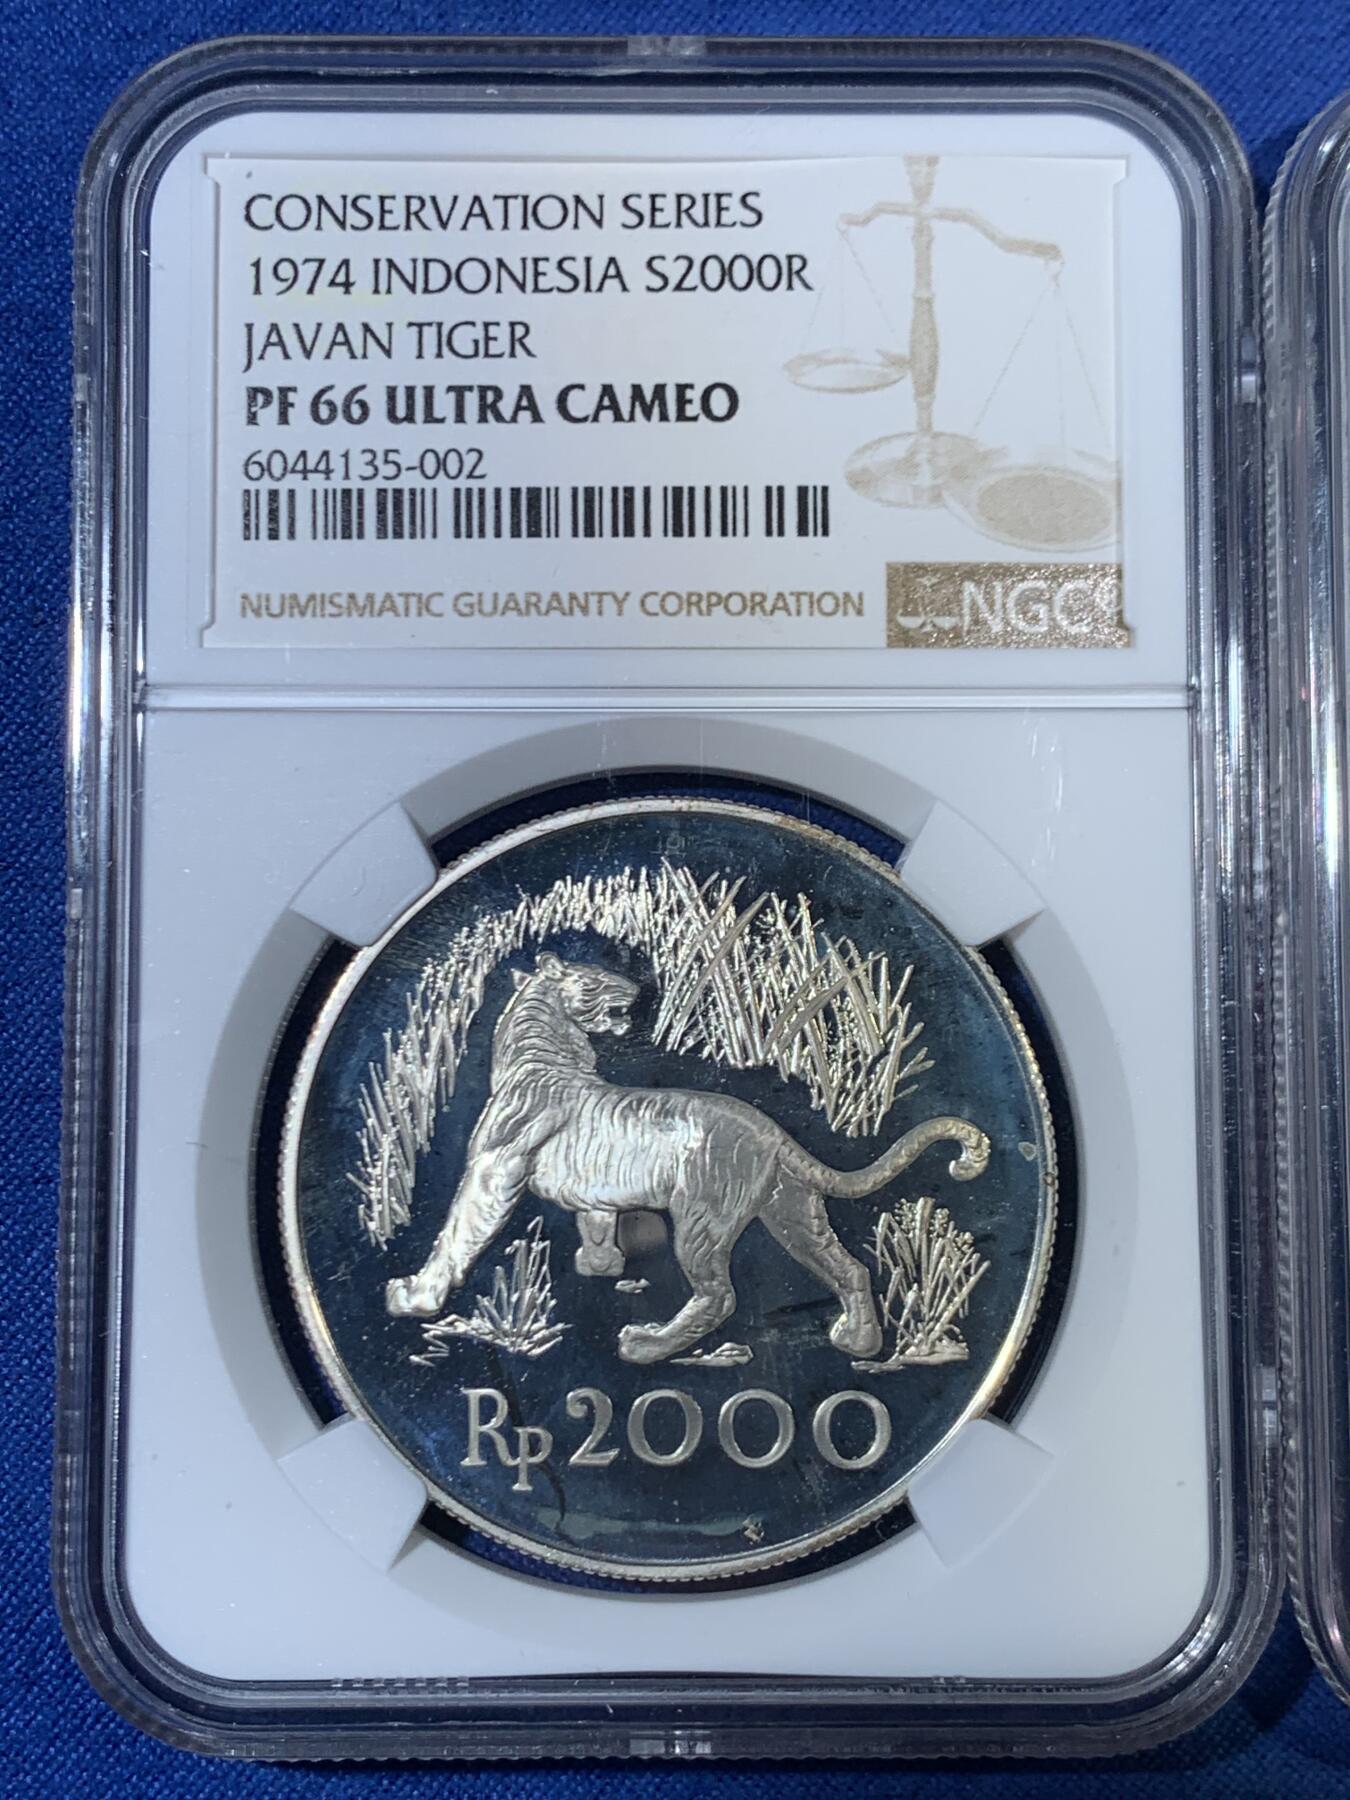 CONSERVATION SERIES
1974 INDONESIA S2000R
JAVAN TIGER
PF 66 ULTRA CAMEO
6044135-002
NUMISMATIC GUARANTY CORPORATION
NGC
Rp 2000